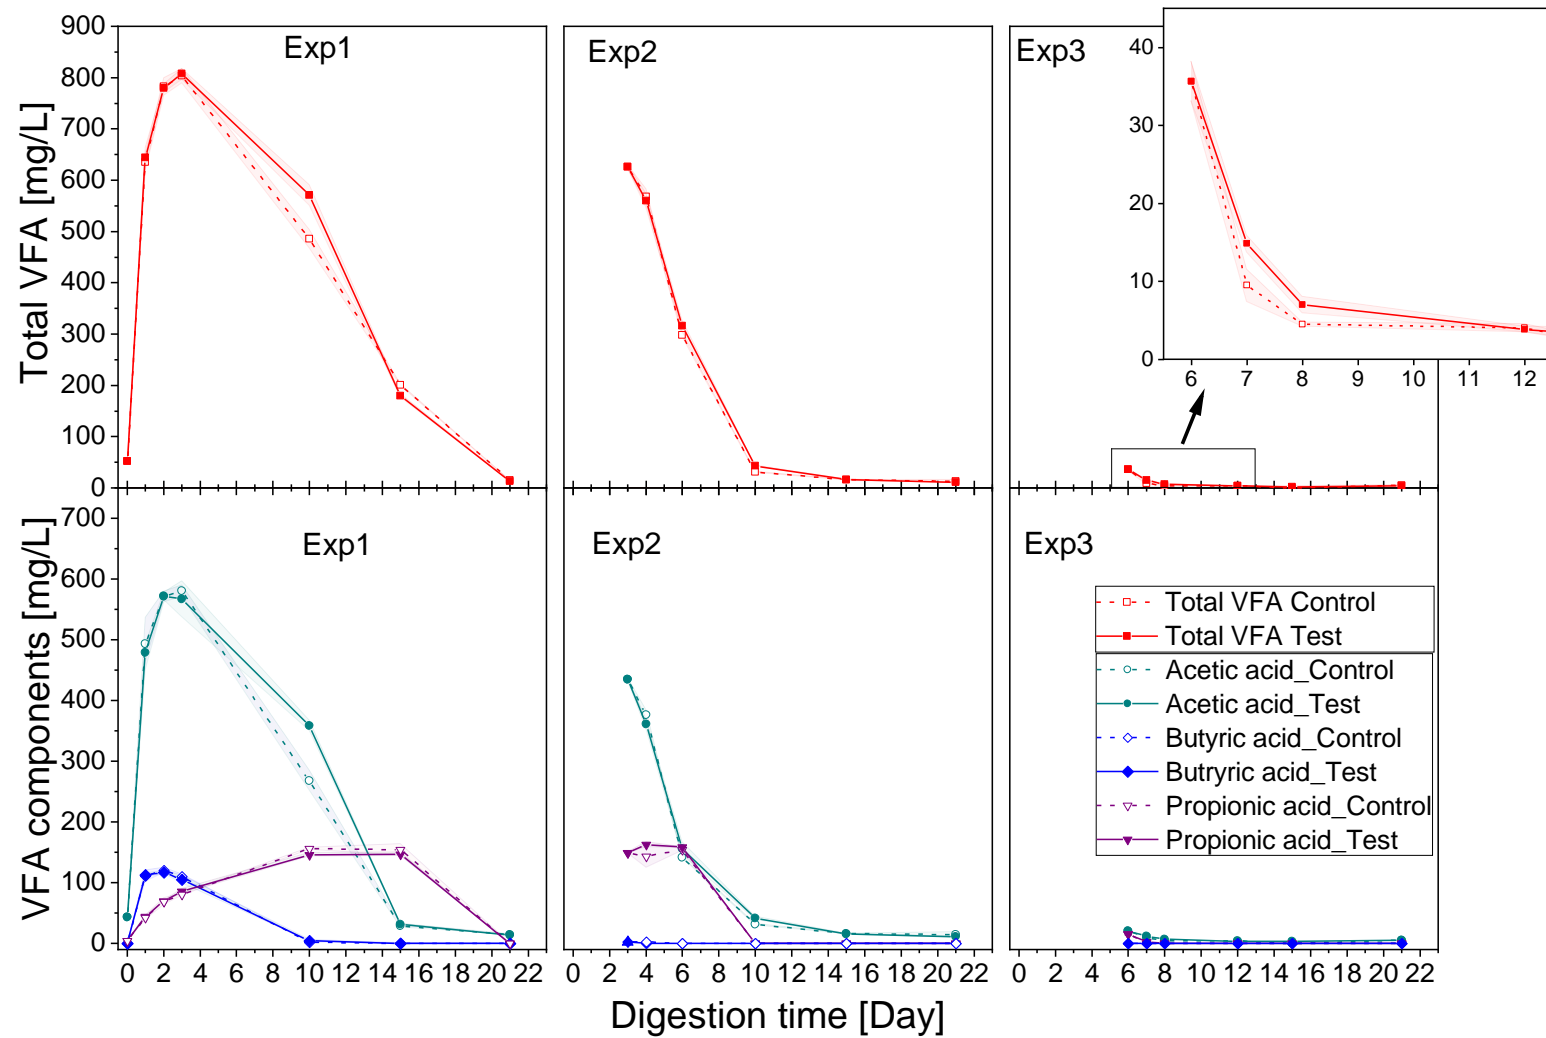 Total VFA [mg/L]
900
800
700
600
500
400
300
200
100
0
Exp1
Exp2
Exp3
40
30
20
10
0
6 7 8 9 10 11 12
VFA components [mg/L]
700
600
500
400
300
200
100
0
Exp1
Exp2
Exp3
Total VFA Control
Total VFA Test
Acetic acid_Control
Acetic acid_Test
Butyric acid_Control
Butryric acid_Test
Propionic acid_Control
Propionic acid_Test
0 2 4 6 8 10 12 14 16 18 20 22
0 2 4 6 8 10 12 14 16 18 20 22
0 2 4 6 8 10 12 14 16 18 20 22
Digestion time [Day]